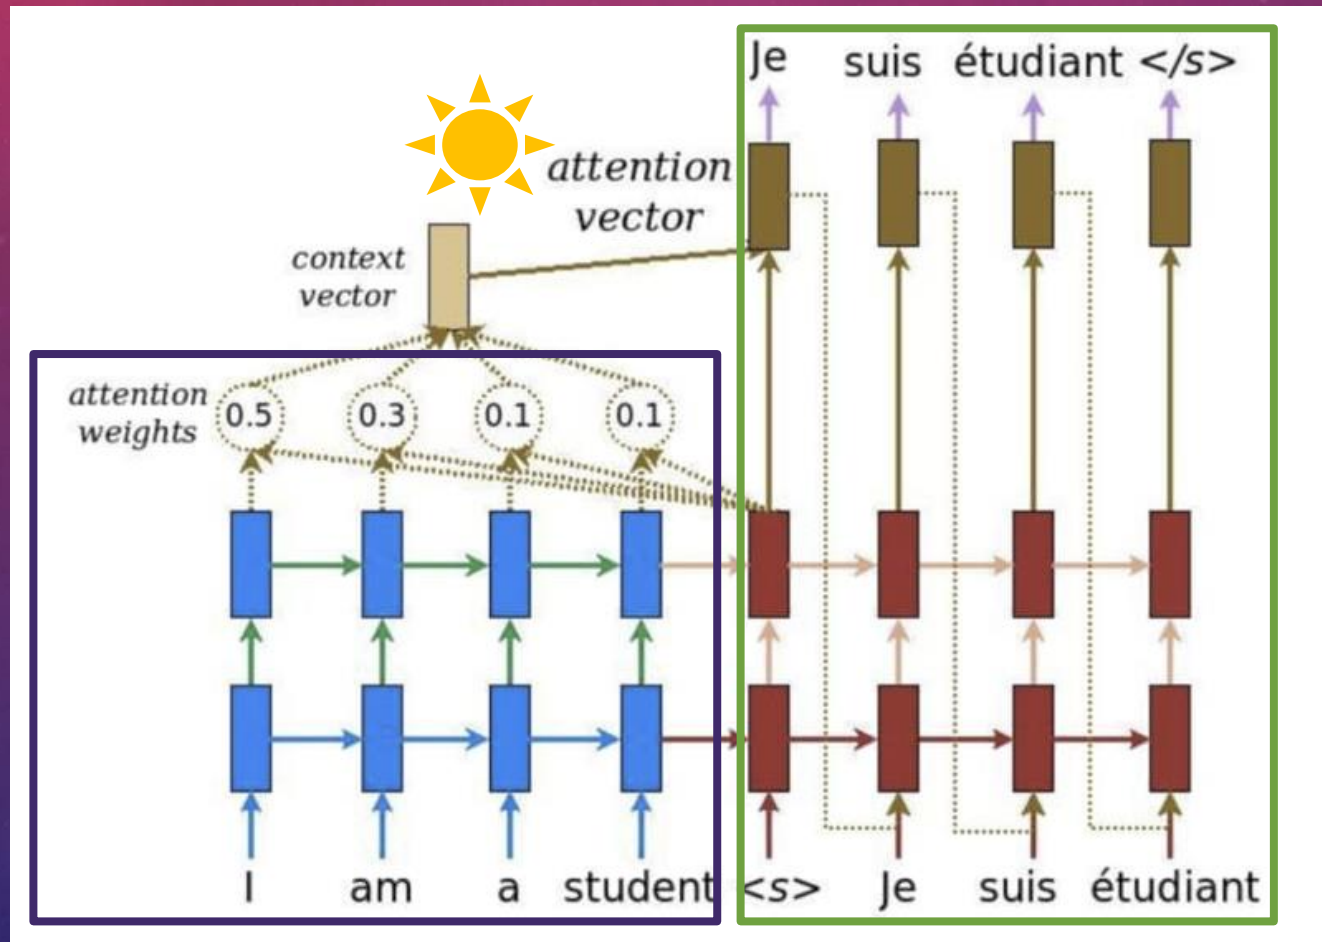 Je suis étudiant </s>
attention
vector
context
vector
attention
weights
0.5 0.3 0.1 0.1
I am a student <s> Je suis étudiant